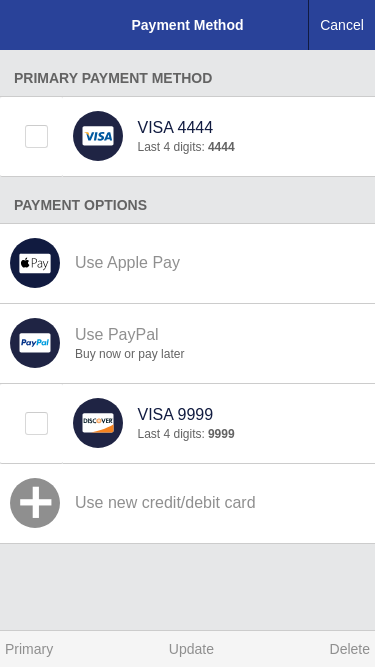 Payment Method
Cancel
PRIMARY PAYMENT METHOD
VISA
VISA 4444
Last 4 digits: 4444
PAYMENT OPTIONS
Pay
Use Apple Pay
PayPal
Use PayPal
Buy now or pay later
DISCOVER
VISA 9999
Last 4 digits: 9999
Use new credit/debit card
Primary
Update
Delete